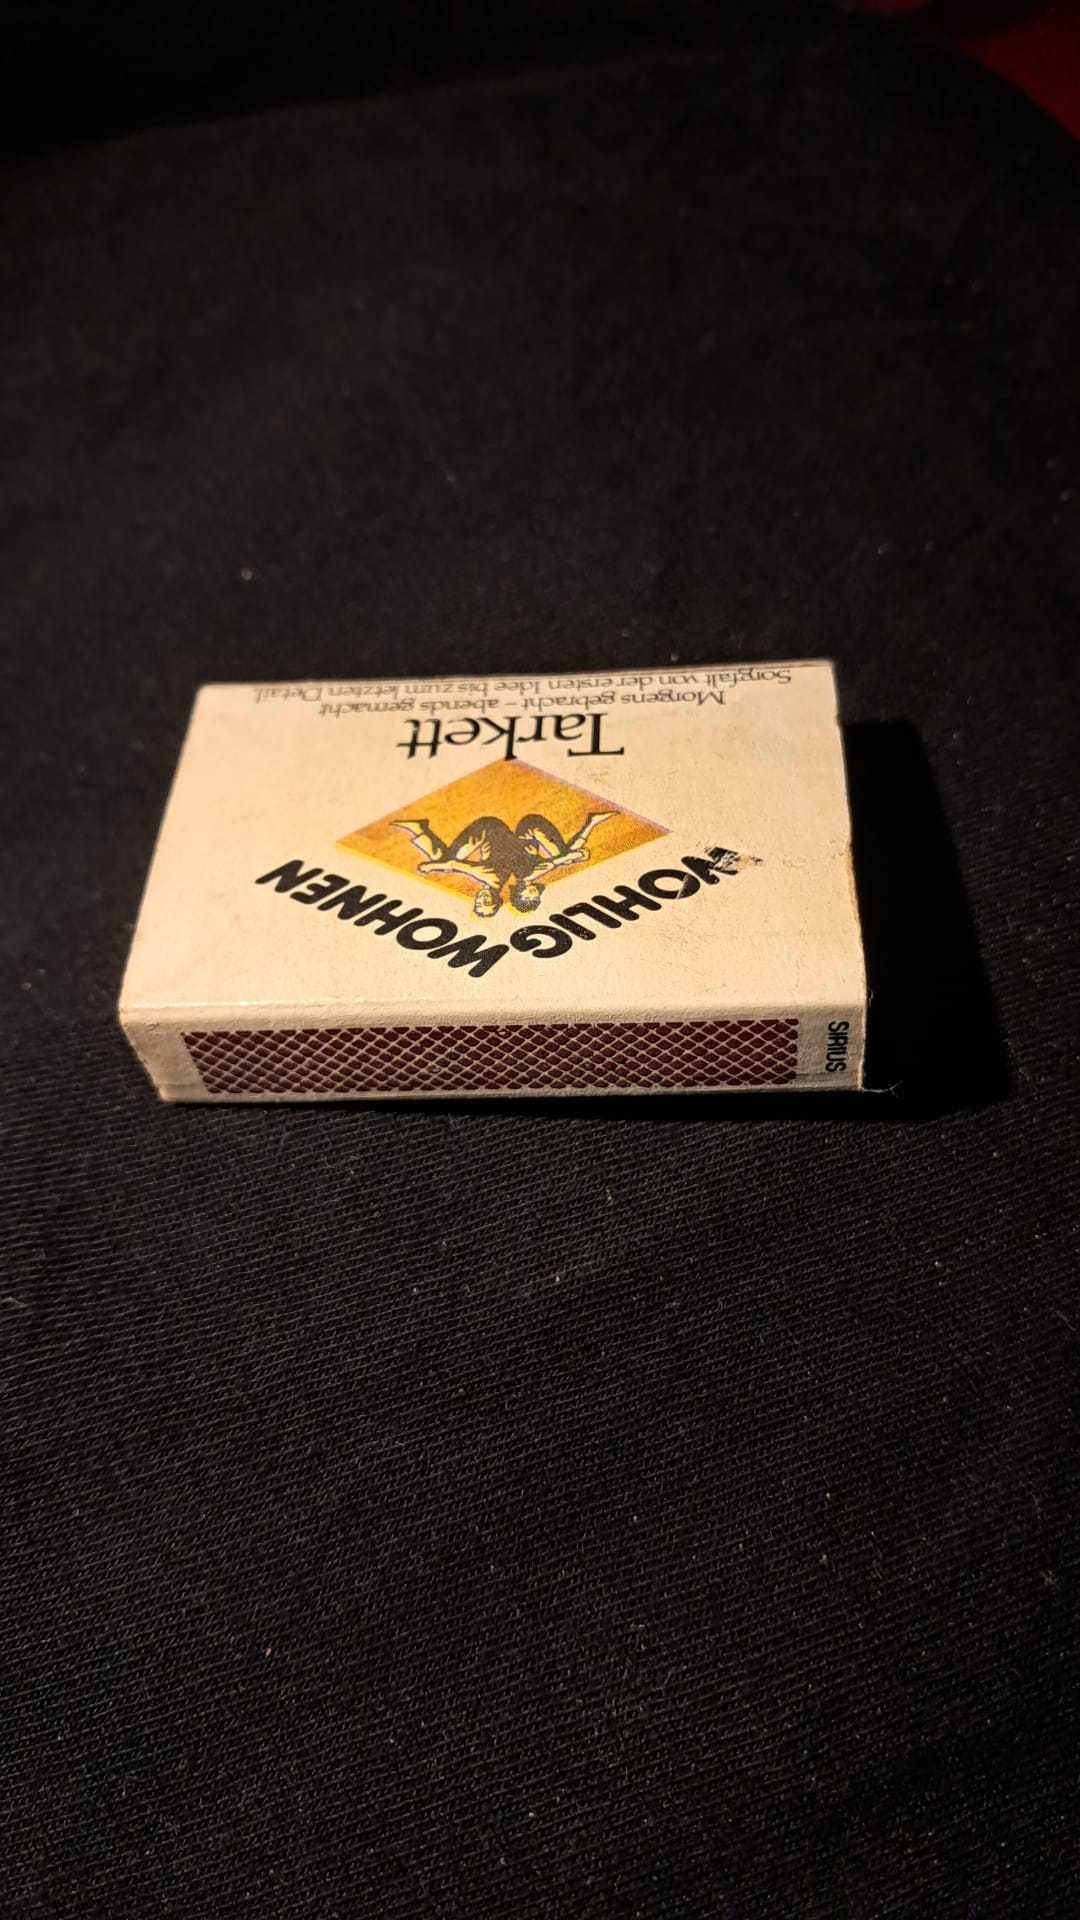 WOHLIG WOHNEN
Tarkett
Morgens gebracht – abends gemacht
Sorgfalt von der ersten Idee bis zum letzten Detail.
SIRIUS